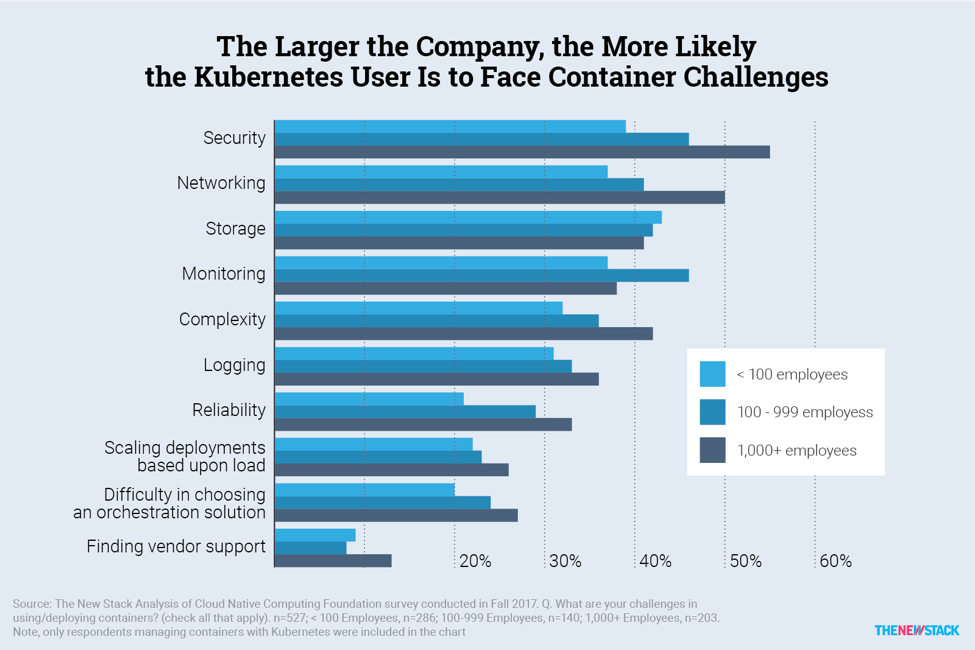 The Larger the Company, the More Likely
the Kubernetes User Is to Face Container Challenges
Security
Networking
Storage
Monitoring
Complexity
Logging
Reliability
Scaling deployments
based upon load
Difficulty in choosing
an orchestration solution
Finding vendor support
< 100 employees
100 - 999 employess
1,000+ employees
20%
30%
40%
50%
60%
Source: The New Stack Analysis of Cloud Native Computing Foundation survey conducted in Fall 2017. Q. What are your challenges in
using/deploying containers? (check all that apply). n=527; < 100 Employees, n=286; 100-999 Employees, n=140; 1,000+ Employees, n=203.
Note, only respondents managing containers with Kubernetes were included in the chart
THENEWSTACK